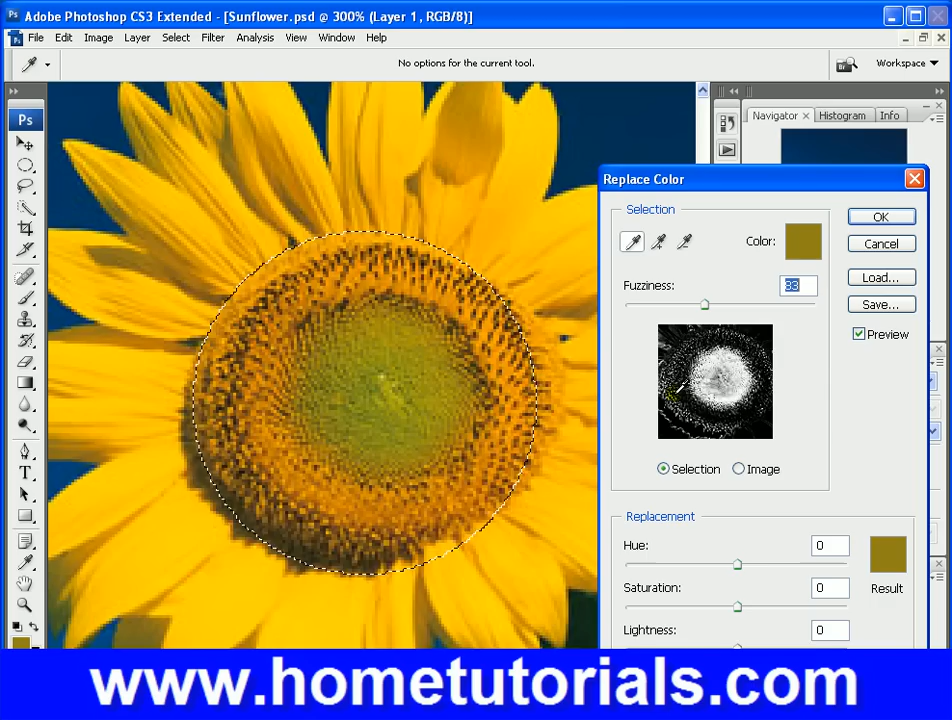 Adobe Photoshop CS3 Extended - [Sunflower.psd @ 300% (Layer 1, RGB/8)]
File Edit Image Layer Select Filter Analysis View Window Help
No options for the current tool.
Workspace
Ps
Navigator Histogram Info
Replace Color
Selection
OK
Color:
Cancel
Fuzziness: 83
Load...
Save...
Preview
Selection Image
Replacement
Hue: 0
Saturation: 0
Result
Lightness: 0
www.hometutorials.com